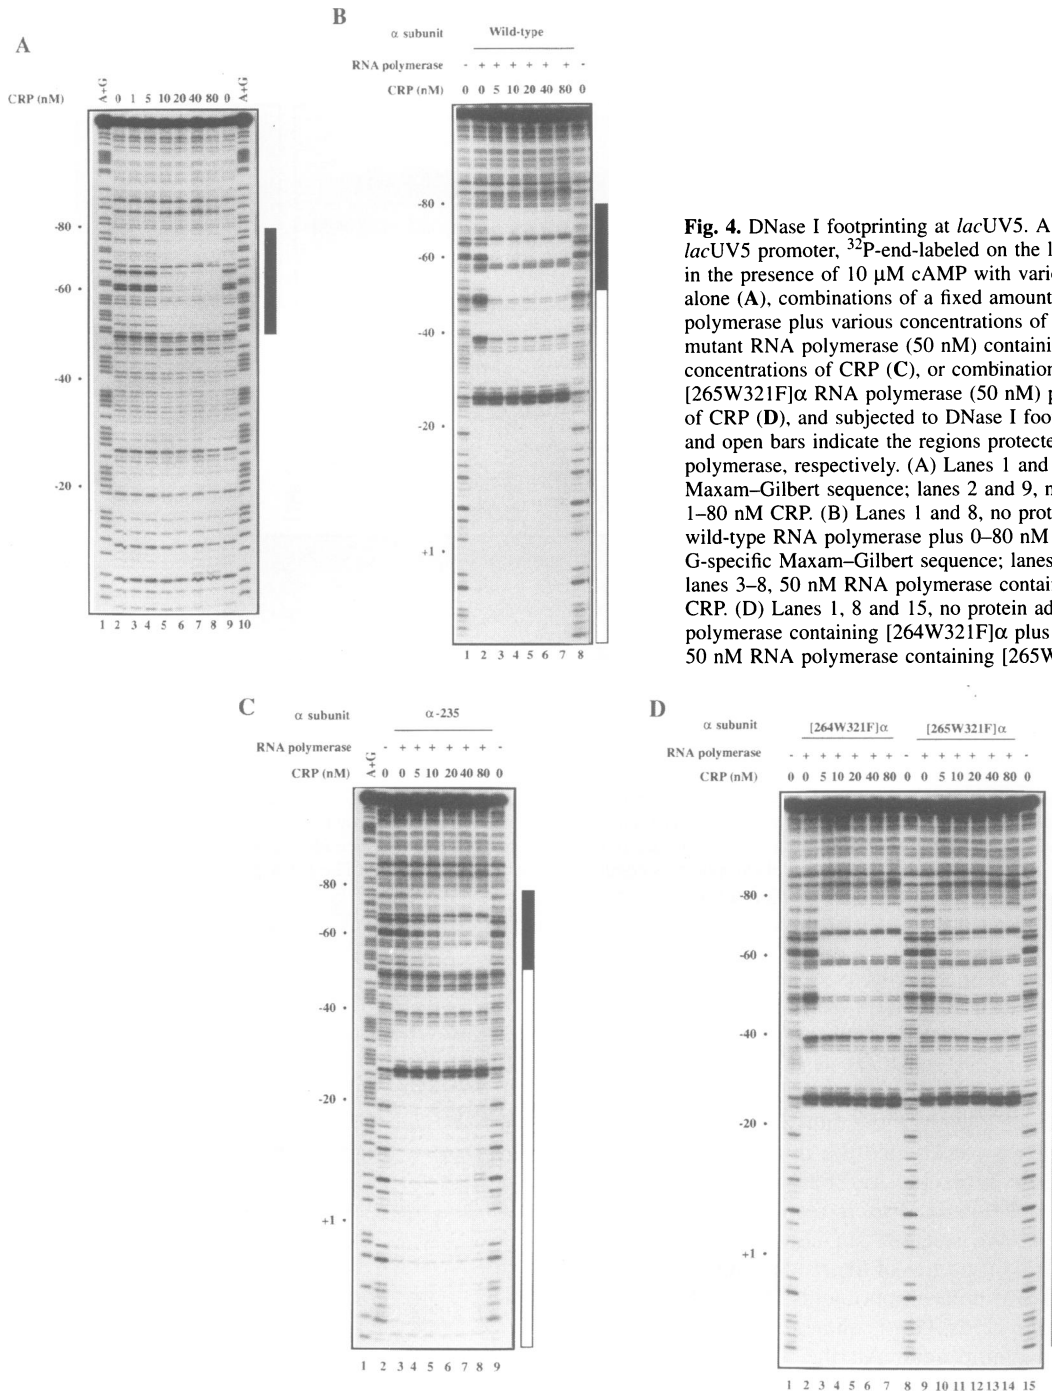 A
CRP (nM)
A+G 0 1 5 10 20 40 80 0 A+G
-80
-60
-40
-20
1 2 3 4 5 6 7 8 9 10
B
α subunit Wild-type
RNA polymerase - + + + + + + -
CRP (nM) 0 0 5 10 20 40 80 0
-80
-60
-40
-20
+1
1 2 3 4 5 6 7 8
Fig. 4. DNase I footprinting at lacUV5. A
lacUV5 promoter, 32P-end-labeled on the l
in the presence of 10 μM cAMP with vari
alone (A), combinations of a fixed amount
polymerase plus various concentrations of
mutant RNA polymerase (50 nM) containi
concentrations of CRP (C), or combination
[265W321F]α RNA polymerase (50 nM) p
of CRP (D), and subjected to DNase I foo
and open bars indicate the regions protecte
polymerase, respectively. (A) Lanes 1 and
Maxam–Gilbert sequence; lanes 2 and 9, n
1–80 nM CRP. (B) Lanes 1 and 8, no prot
wild-type RNA polymerase plus 0–80 nM
G-specific Maxam–Gilbert sequence; lanes
lanes 3–8, 50 nM RNA polymerase contai
CRP. (D) Lanes 1, 8 and 15, no protein ad
polymerase containing [264W321F]α plus
50 nM RNA polymerase containing [265W
C
α subunit α-235
RNA polymerase - + + + + + + -
CRP (nM) A+G 0 0 5 10 20 40 80 0
-80
-60
-40
-20
+1
1 2 3 4 5 6 7 8 9
D
α subunit [264W321F]α [265W321F]α
RNA polymerase - + + + + + + - + + + + + + -
CRP (nM) 0 0 5 10 20 40 80 0 0 5 10 20 40 80 0
-80
-60
-40
-20
+1
1 2 3 4 5 6 7 8 9 10 11 12 13 14 15